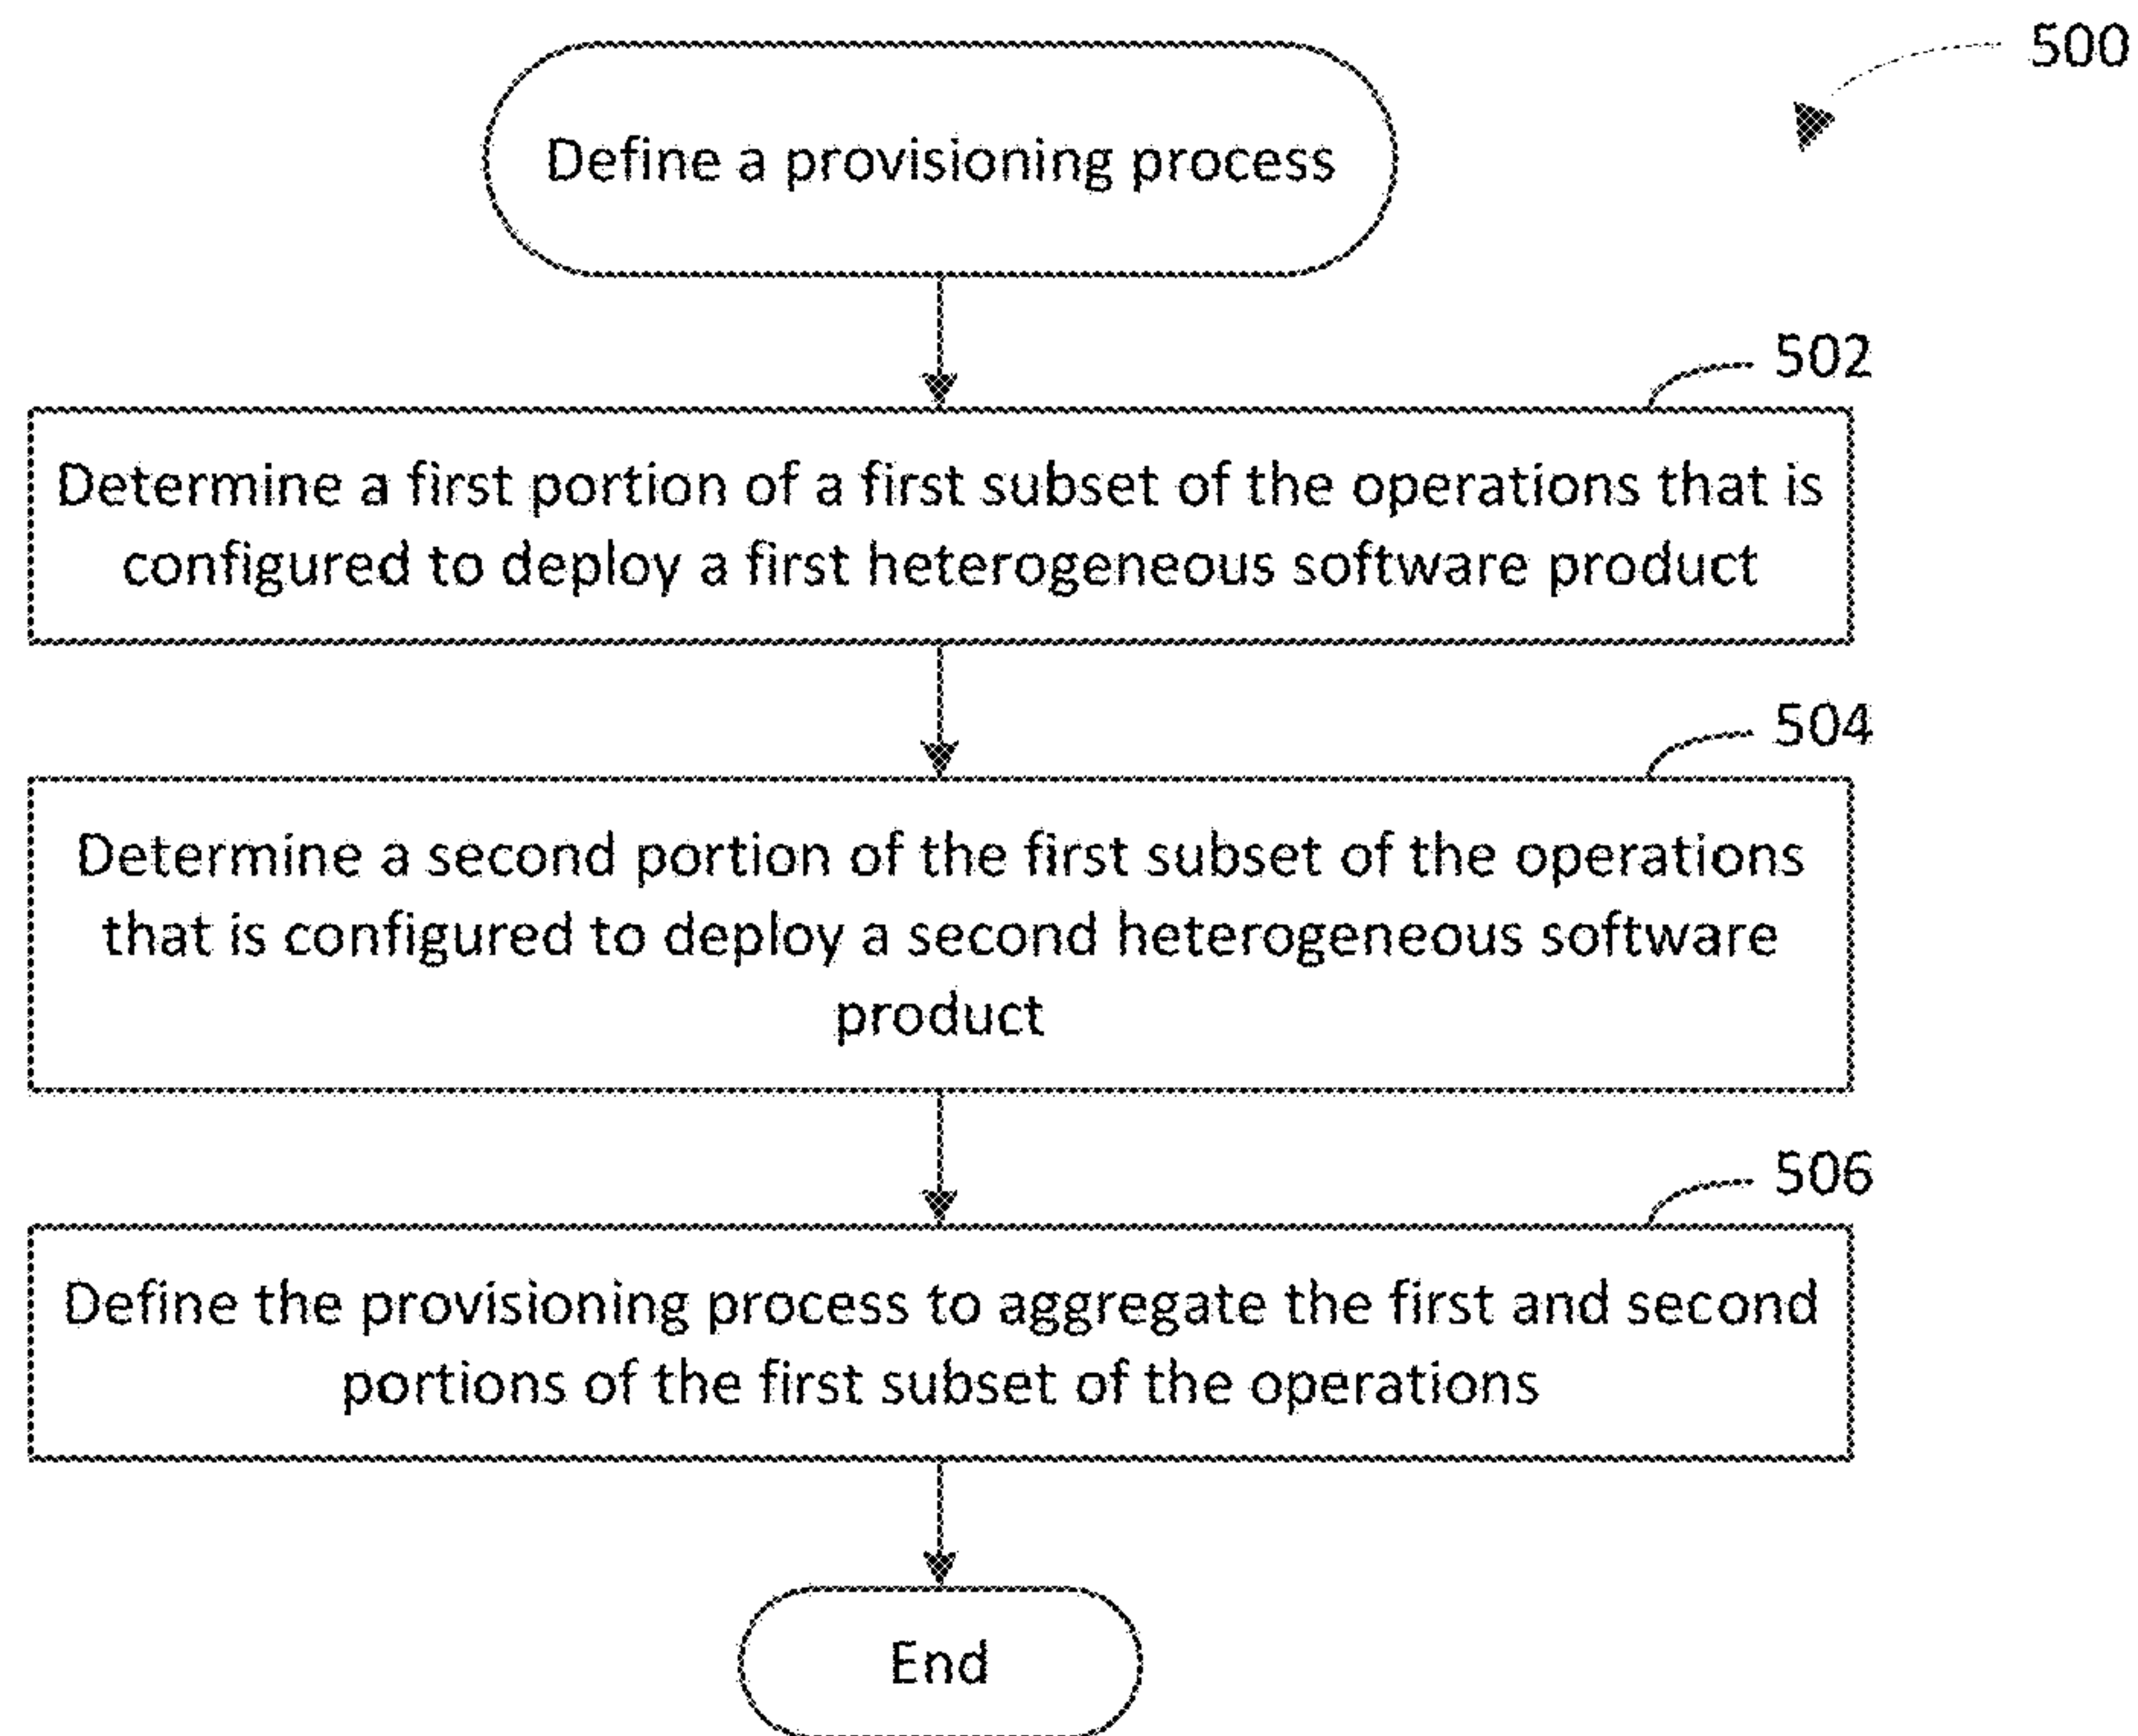 500
Define a provisioning process
502
Determine a first portion of a first subset of the operations that is
configured to deploy a first heterogeneous software product
504
Determine a second portion of the first subset of the operations
that is configured to deploy a second heterogeneous software
product
506
Define the provisioning process to aggregate the first and second
portions of the first subset of the operations
End